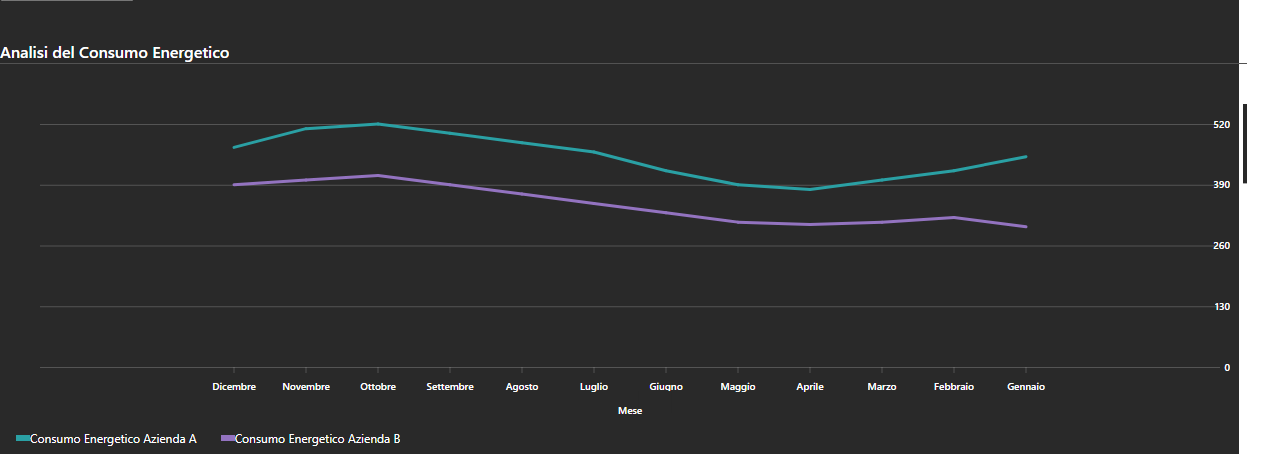 Analisi del Consumo Energetico
520
390
260
130
0
Dicembre Novembre Ottobre Settembre Agosto Luglio Giugno Maggio Aprile Marzo Febbraio Gennaio
Mese
Consumo Energetico Azienda A Consumo Energetico Azienda B